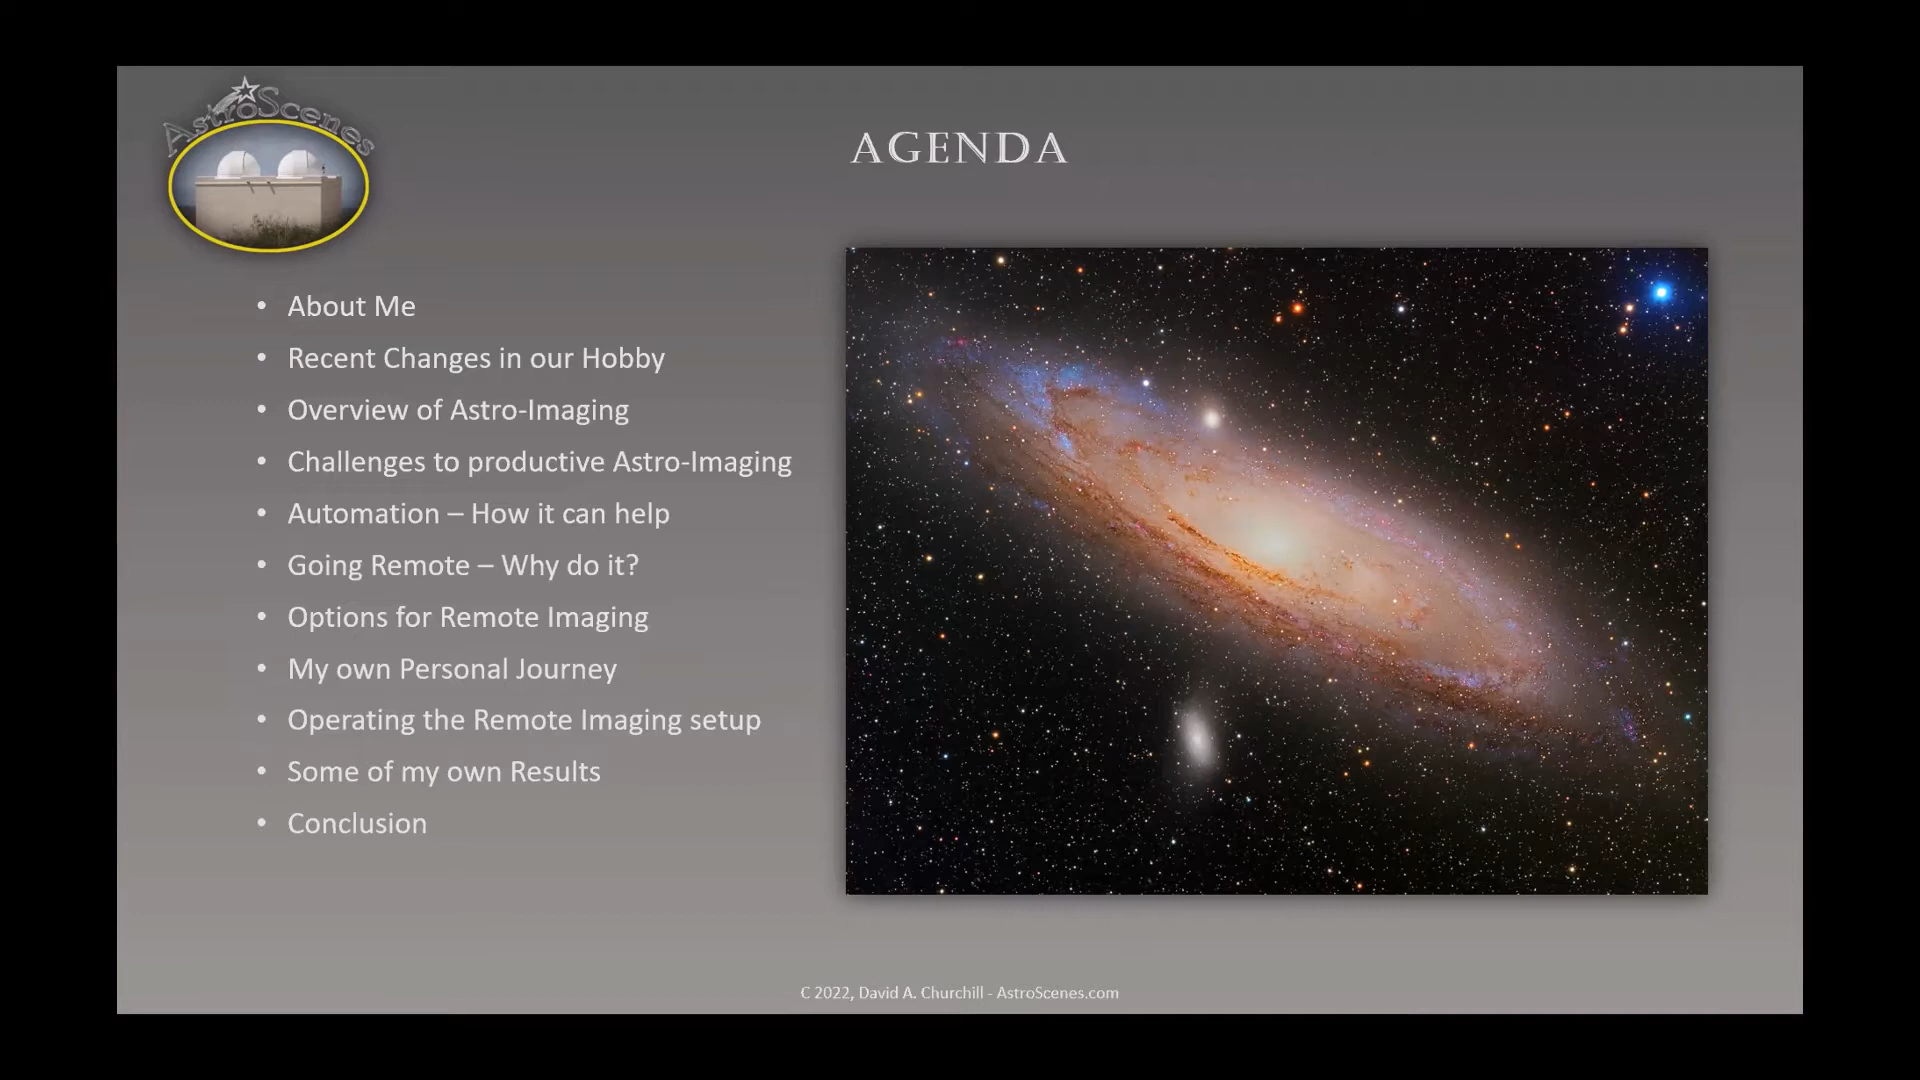 AstroScenes
AGENDA
• About Me
• Recent Changes in our Hobby
• Overview of Astro-Imaging
• Challenges to productive Astro-Imaging
• Automation – How it can help
• Going Remote – Why do it?
• Options for Remote Imaging
• My own Personal Journey
• Operating the Remote Imaging setup
• Some of my own Results
• Conclusion
C 2022, David A. Churchill - AstroScenes.com